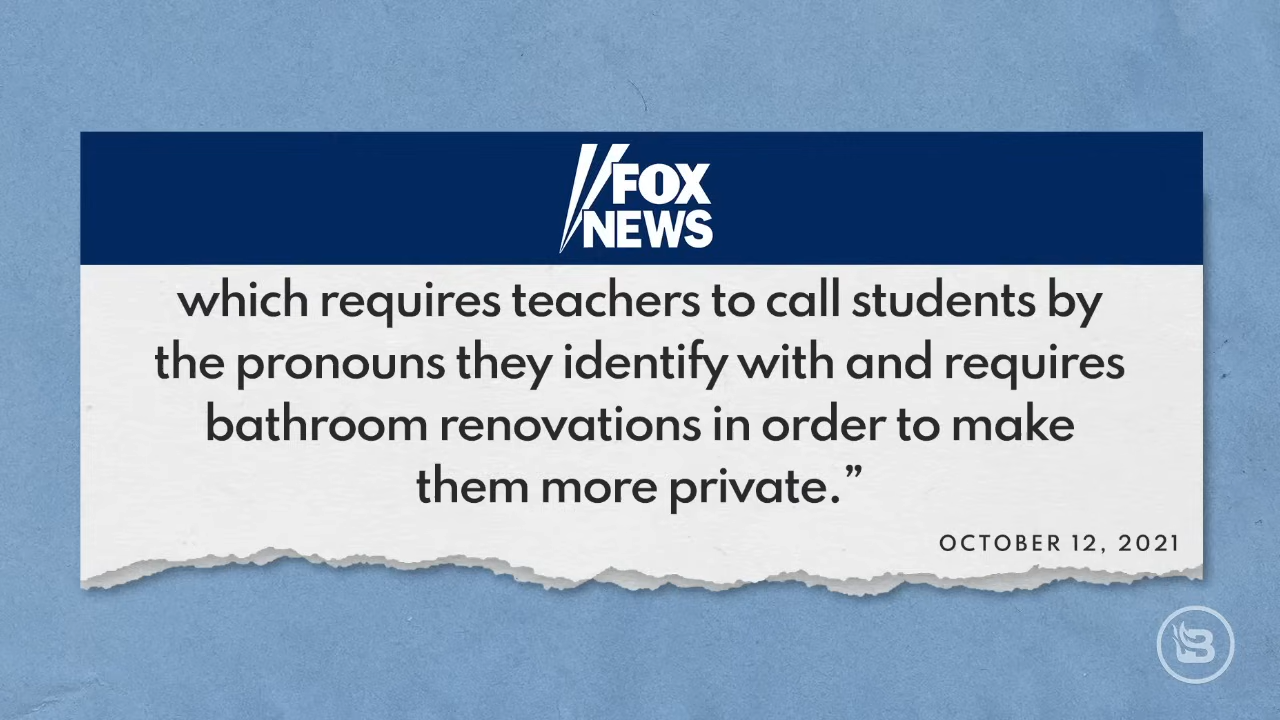 FOX
NEWS
which requires teachers to call students by
the pronouns they identify with and requires
bathroom renovations in order to make
them more private.”
OCTOBER 12, 2021
B